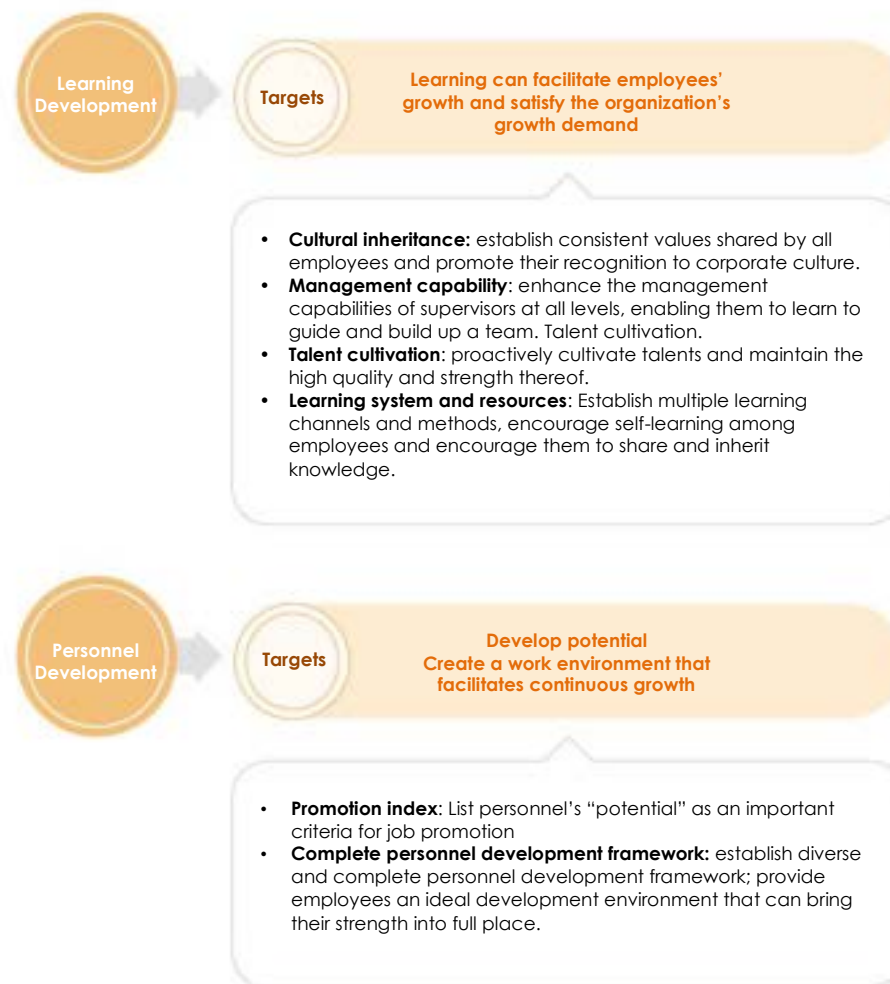 Learning
Development
Targets
Learning can facilitate employees’
growth and satisfy the organization’s
growth demand
• Cultural inheritance: establish consistent values shared by all
employees and promote their recognition to corporate culture.
• Management capability: enhance the management
capabilities of supervisors at all levels, enabling them to learn to
guide and build up a team. Talent cultivation.
• Talent cultivation: proactively cultivate talents and maintain the
high quality and strength thereof.
• Learning system and resources: Establish multiple learning
channels and methods, encourage self-learning among
employees and encourage them to share and inherit
knowledge.
Personnel
Development
Targets
Develop potential
Create a work environment that
facilitates continuous growth
• Promotion index: List personnel’s “potential” as an important
criteria for job promotion
• Complete personnel development framework: establish diverse
and complete personnel development framework; provide
employees an ideal development environment that can bring
their strength into full place.